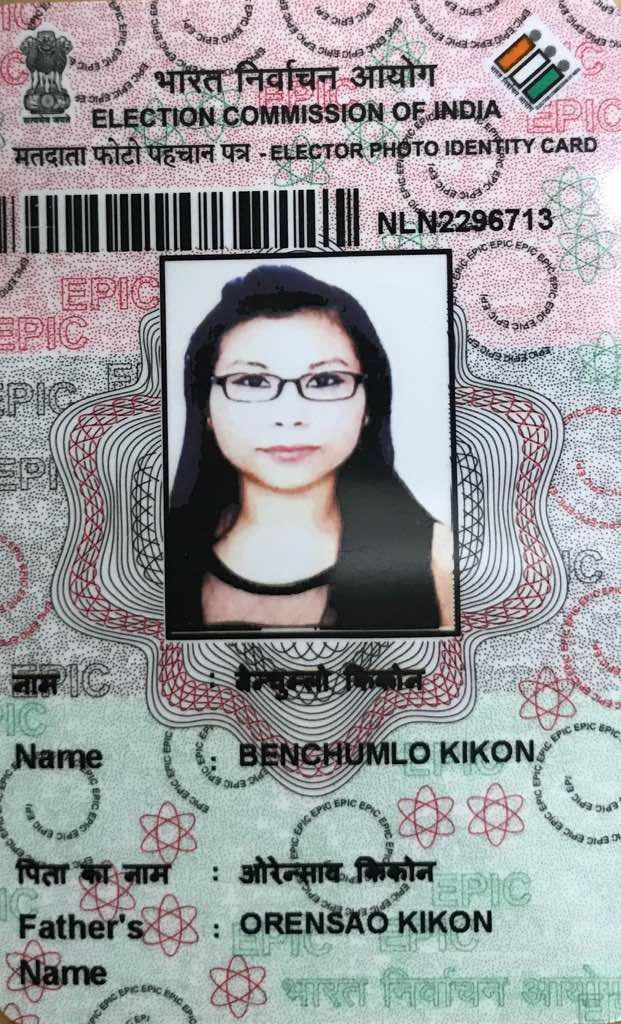 भारत निर्वाचन आयोग
ELECTION COMMISSION OF INDIA
मतदाता फोटो पहचान पत्र - ELECTOR PHOTO IDENTITY CARD
NLN2296713
नाम : बेन्चुम्लो किकोन
Name : BENCHUMLO KIKON
पिता का नाम : ओरेन्साव किकोन
Father's : ORENSAO KIKON
Name
भारत निर्वाचन आयोग